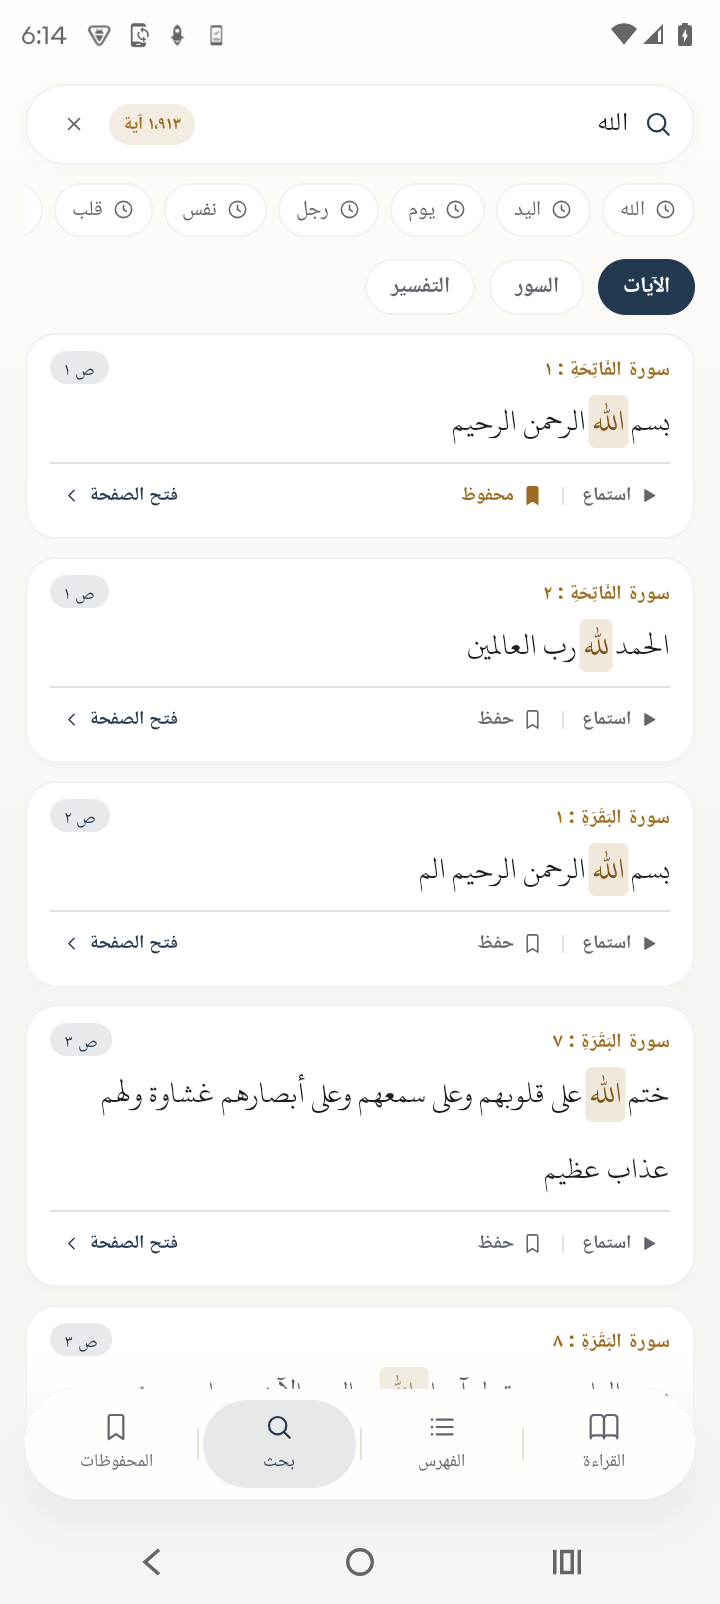 6:14
الله
١،٩١٣ آية
الله
اليد
يوم
رجل
نفس
قلب
الآيات
السور
التفسير
سورة الفَاتِحَةِ : ١
ص ١
بسم الله الرحمن الرحيم
استماع
محفوظ
فتح الصفحة
سورة الفَاتِحَةِ : ٢
ص ١
الحمد لله رب العالمين
استماع
حفظ
فتح الصفحة
سورة البَقَرَةِ : ١
ص ٢
بسم الله الرحمن الرحيم الم
استماع
حفظ
فتح الصفحة
سورة البَقَرَةِ : ٧
ص ٣
ختم الله على قلوبهم وعلى سمعهم وعلى أبصارهم غشاوة ولهم
عذاب عظيم
استماع
حفظ
فتح الصفحة
سورة البَقَرَةِ : ٨
ص ٣
القراءة
الفهرس
بحث
المحفوظات